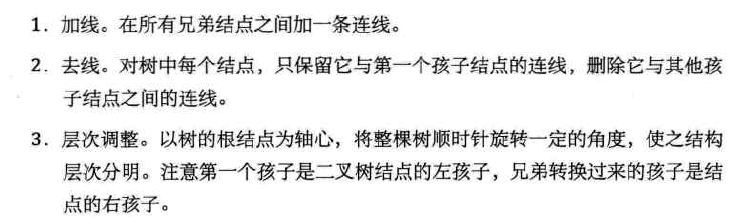 1. 加线。在所有兄弟结点之间加一条连线。
2. 去线。对树中每个结点，只保留它与第一个孩子结点的连线，删除它与其他孩
子结点之间的连线。
3. 层次调整。以树的根结点为轴心，将整棵树顺时针旋转一定的角度，使之结构
层次分明。注意第一个孩子是二叉树结点的左孩子，兄弟转换过来的孩子是结
点的右孩子。